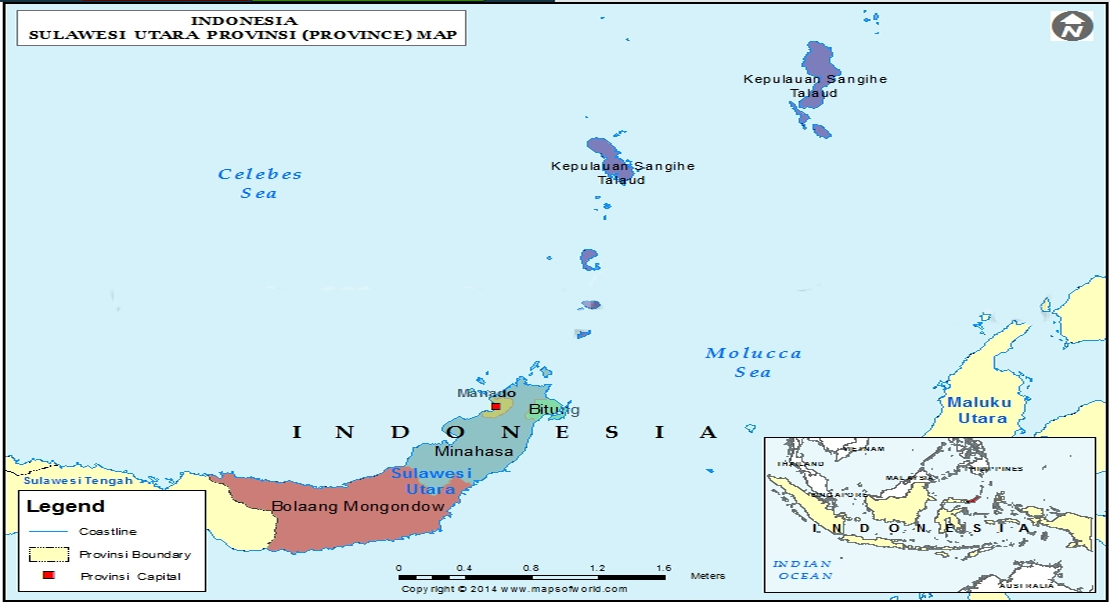 INDONESIA
SULAWESI UTARA PROVINSI (PROVINCE) MAP
N
Kepulauan Sangihe
Talaud
Kepulauan Sangihe
Talaud
Celebes
Sea
Molucca
Sea
Manado
Bitung
Maluku
Utara
I N D O N E S I A
Minahasa
Sulawesi
Utara
Sulawesi Tengah
Bolaang Mongondow
Legend
Coastline
Provinsi Boundary
Provinsi Capital
0 0.4 0.8 1.2 1.6
Meters
Copyright © 2014 www.mapsofworld.com
VIETNAM
THAILAND
PHILIPPINES
MALAYSIA
SINGAPORE
I N D O N E S I A
INDIAN
OCEAN
AUSTRALIA